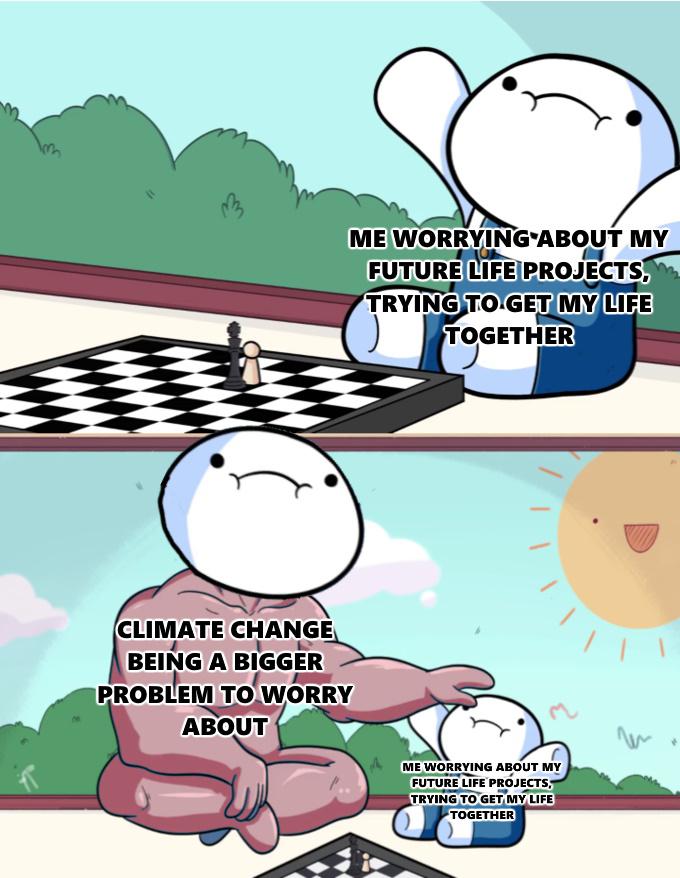 ME WORRYING ABOUT MY
FUTURE LIFE PROJECTS,
TRYING TO GET MY LIFE
TOGETHER
CLIMATE CHANGE
BEING A BIGGER
PROBLEM TO WORRY
ABOUT
ME WORRYING ABOUT MY
FUTURE LIFE PROJECTS,
TRYING TO GET MY LIFE
TOGETHER